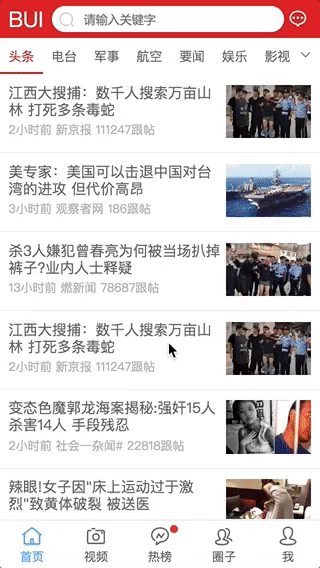 BUI
请输入关键字
头条 电台 军事 航空 要闻 娱乐 影视
江西大搜捕：数千人搜索万亩山
林 打死多条毒蛇
2小时前 新京报 111247跟帖
美专家：美国可以击退中国对台
湾的进攻 但代价高昂
3小时前 观察者网 186跟帖
杀3人嫌犯曾春亮为何被当场扒掉
裤子?业内人士释疑
13小时前 燃新闻 78687跟帖
江西大搜捕：数千人搜索万亩山
林 打死多条毒蛇
2小时前 新京报 111247跟帖
变态色魔郭龙海案揭秘:强奸15人
杀害14人 手段残忍
2小时前 社会一杂闻# 22818跟帖
辣眼!女子因"床上运动过于激
烈"致黄体破裂 被送医
首页 视频 热榜 圈子 我